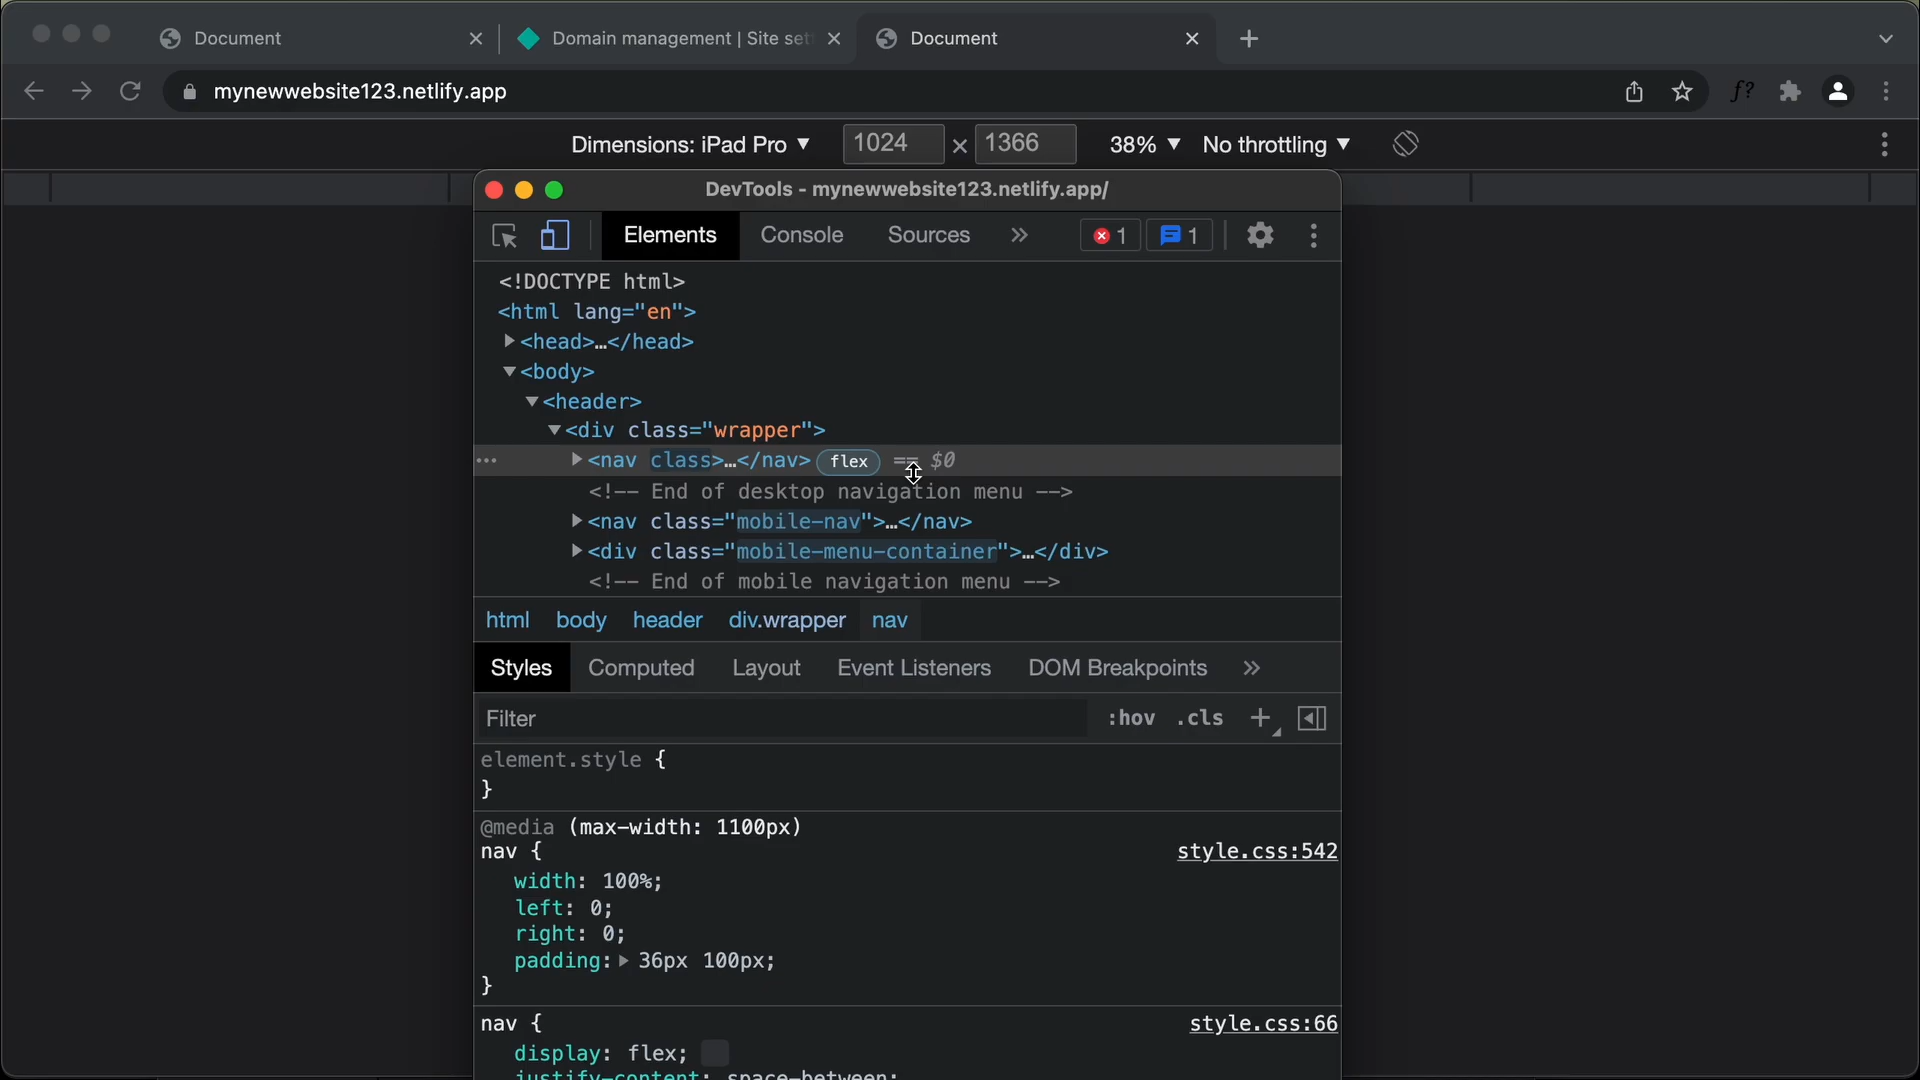 Document
Domain management | Site set
Document
mynewwebsite123.netlify.app
f?
Dimensions: iPad Pro ▼ 1024 × 1366 38% ▼ No throttling ▼
DevTools - mynewwebsite123.netlify.app/
Elements Console Sources » 1 1
<!DOCTYPE html>
<html lang="en">
▶<head>…</head>
▼<body>
▼<header>
▼<div class="wrapper">
… ▶<nav class>…</nav> flex == $0
<!-- End of desktop navigation menu -->
▶<nav class="mobile-nav">…</nav>
▶<div class="mobile-menu-container">…</div>
<!-- End of mobile navigation menu -->
html body header div.wrapper nav
Styles Computed Layout Event Listeners DOM Breakpoints »
Filter :hov .cls +
element.style {
}
@media (max-width: 1100px)
nav { style.css:542
width: 100%;
left: 0;
right: 0;
padding:▶ 36px 100px;
}
nav { style.css:66
display: flex;
justify-content: space-between;